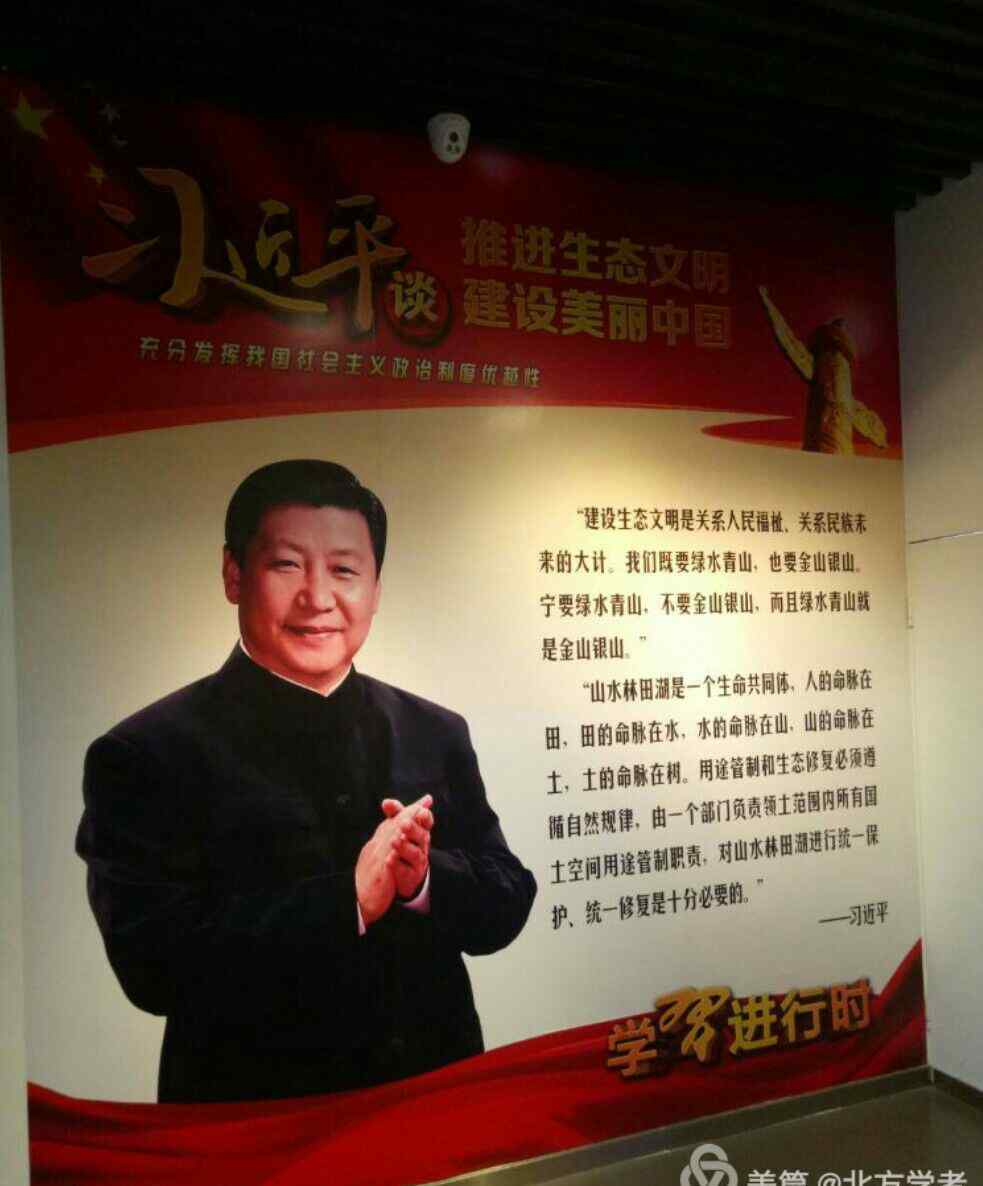 习近平谈
推进生态文明
建设美丽中国
充分发挥我国社会主义政治制度优越性
“建设生态文明是关系人民福祉、关系民族未
来的大计。我们既要绿水青山，也要金山银山。
宁要绿水青山，不要金山银山，而且绿水青山就
是金山银山。”
“山水林田湖是一个生命共同体，人的命脉在
田，田的命脉在水，水的命脉在山，山的命脉在
土，土的命脉在树。用途管制和生态修复必须遵
循自然规律，由一个部门负责领土范围内所有国
土空间用途管制职责，对山水林田湖进行统一保
护、统一修复是十分必要的。”
——习近平
学習进行时
美篇 @北方学者